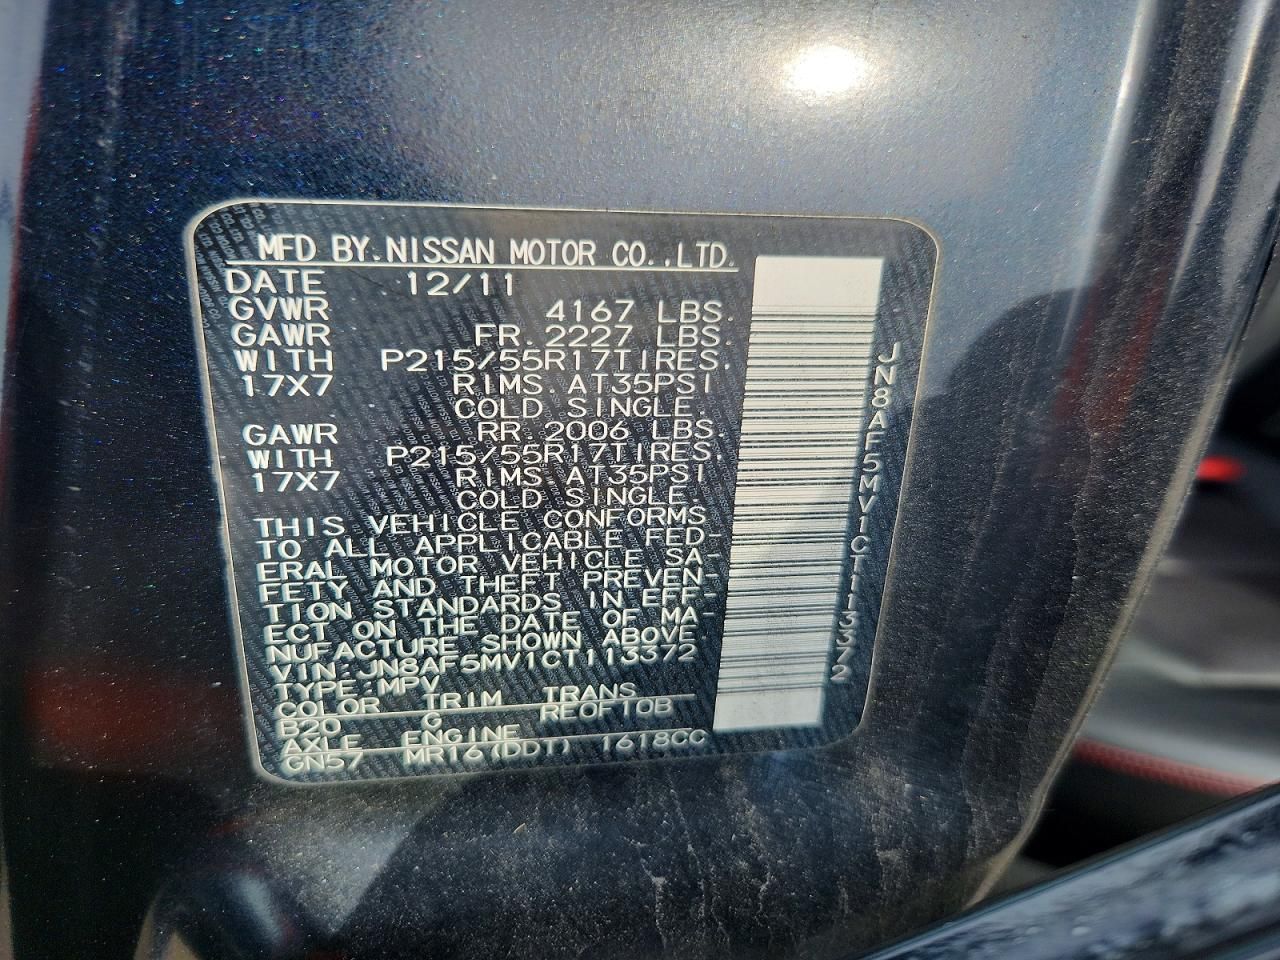 MFD BY.NISSAN MOTOR CO.,LTD.
DATE 12/11
GVWR 4167 LBS.
GAWR FR. 2227 LBS.
WITH P215/55R17TIRES.
17X7 RIMS. AT35PSI
COLD SINGLE.
GAWR RR. 2006 LBS.
WITH P215/55R17TIRES.
17X7 RIMS AT35PSI
COLD SINGLE.
THIS VEHICLE CONFORMS
TO ALL APPLICABLE FED-
ERAL MOTOR VEHICLE SA-
FETY AND THEFT PREVEN-
TION STANDARDS IN EFF-
ECT ON THE DATE OF MA-
NUFACTURE SHOWN ABOVE.
VIN:JN8AF5MV1CT113372
TYPE:MPV
COLOR TRIM TRANS
B20 G REOF10B
AXLE ENGINE
GN57 MR16(DDT) 1618CC
JN8AF5MV1CT113372